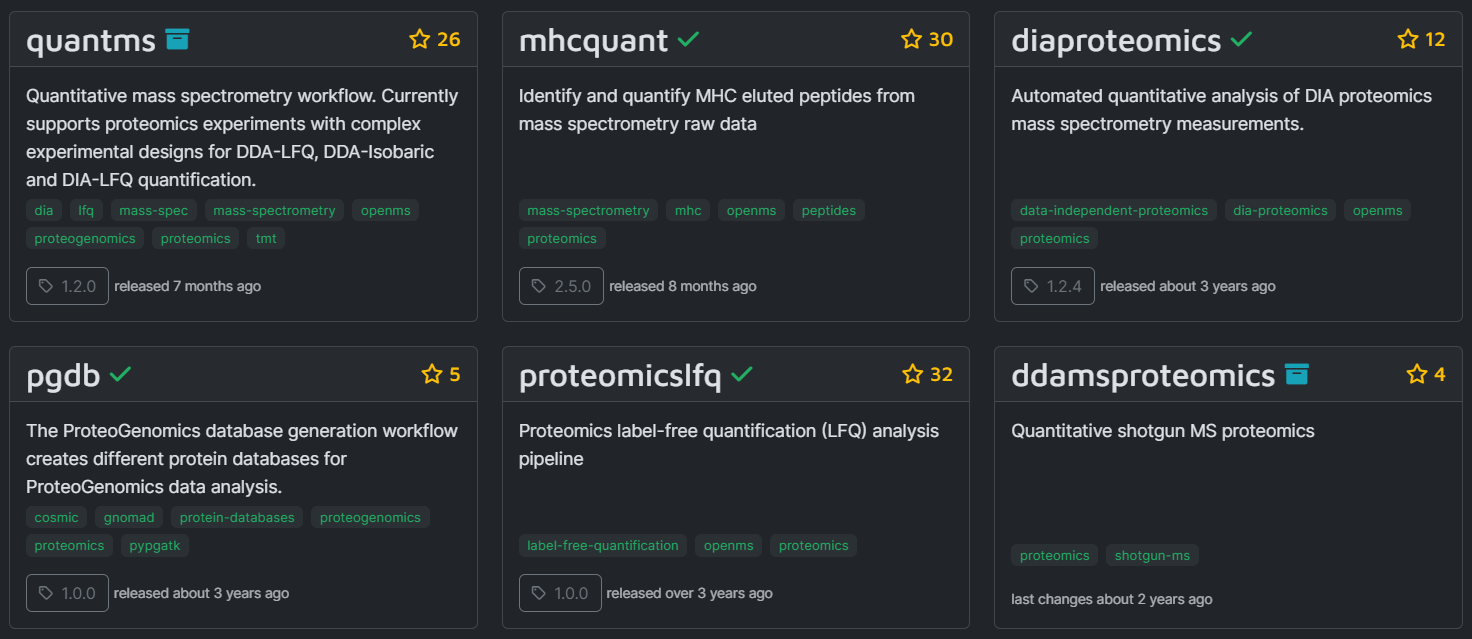 quantms 26
Quantitative mass spectrometry workflow. Currently
supports proteomics experiments with complex
experimental designs for DDA-LFQ, DDA-Isobaric
and DIA-LFQ quantification.
dia lfq mass-spec mass-spectrometry openms
proteogenomics proteomics tmt
1.2.0 released 7 months ago
mhcquant 30
Identify and quantify MHC eluted peptides from
mass spectrometry raw data
mass-spectrometry mhc openms peptides
proteomics
2.5.0 released 8 months ago
diaproteomics 12
Automated quantitative analysis of DIA proteomics
mass spectrometry measurements.
data-independent-proteomics dia-proteomics openms
proteomics
1.2.4 released about 3 years ago
pgdb 5
The ProteoGenomics database generation workflow
creates different protein databases for
ProteoGenomics data analysis.
cosmic gnomad protein-databases proteogenomics
proteomics pypgatk
1.0.0 released about 3 years ago
proteomicslfq 32
Proteomics label-free quantification (LFQ) analysis
pipeline
label-free-quantification openms proteomics
1.0.0 released over 3 years ago
ddamsproteomics 4
Quantitative shotgun MS proteomics
proteomics shotgun-ms
last changes about 2 years ago